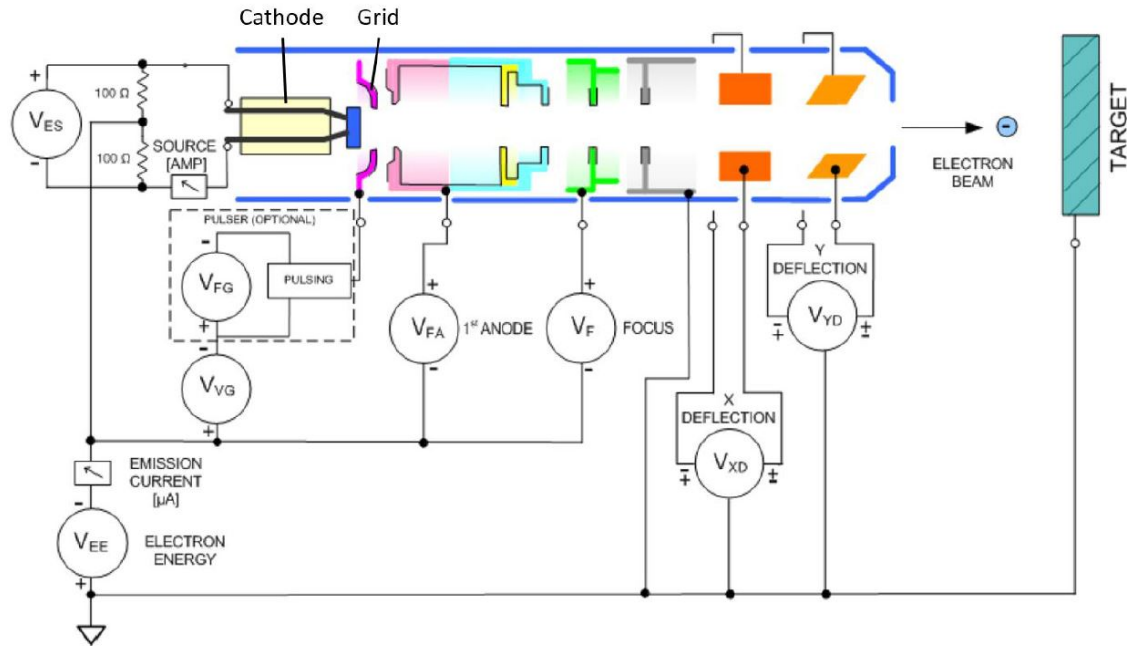 Cathode
Grid
+
V_ES
-
100 Ω
100 Ω
SOURCE
[AMP]
PULSER (OPTIONAL)
-
V_FG
+
PULSING
-
V_VG
+
+
V_FA
-
1st ANODE
+
V_F
-
FOCUS
X
DEFLECTION
V_XD
-+
+-
Y
DEFLECTION
V_YD
-+
+-
-
ELECTRON
BEAM
TARGET
EMISSION
CURRENT
[µA]
-
V_EE
+
ELECTRON
ENERGY